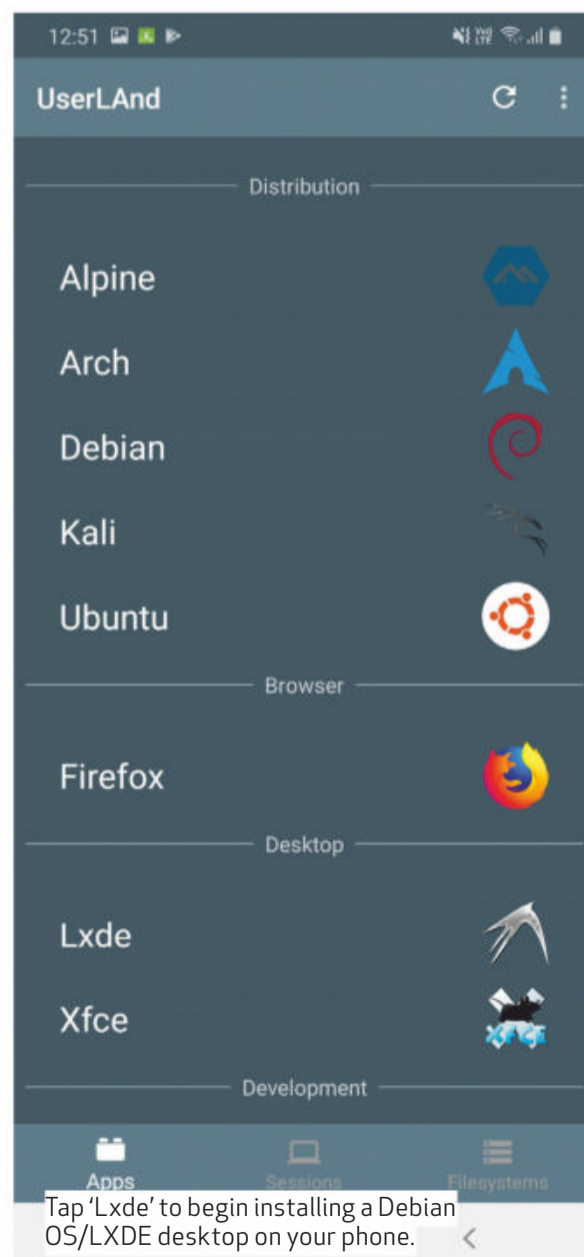 12:51
UserLAnd
Distribution
Alpine
Arch
Debian
Kali
Ubuntu
Browser
Firefox
Desktop
Lxde
Xfce
XFCE
Development
Apps
Sessions
Filesystems
Tap ‘Lxde’ to begin installing a Debian
OS/LXDE desktop on your phone.